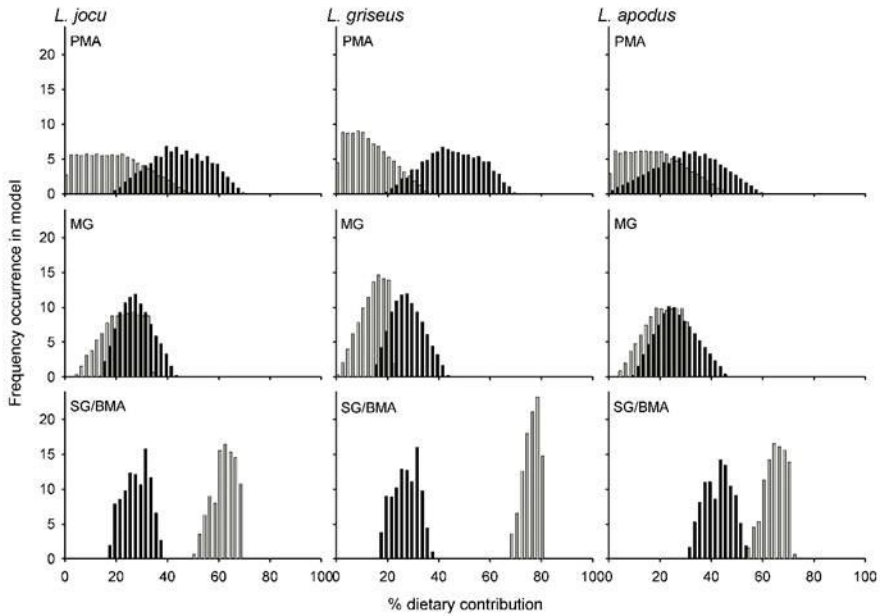 L. jocu L. griseus L. apodus
PMA PMA PMA
20
15
10
5
0
MG MG MG
20
15
10
5
0
SG/BMA SG/BMA SG/BMA
20
15
10
5
0
0 20 40 60 80 100 0 20 40 60 80 100 0 20 40 60 80 100
Frequency occurrence in model
% dietary contribution